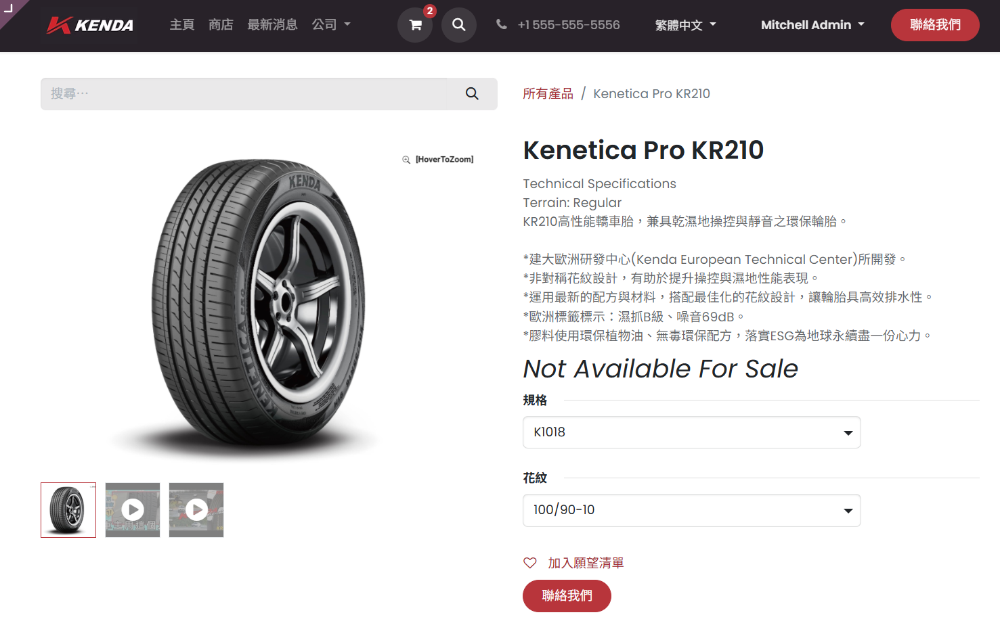 KENDA
主頁 商店 最新消息 公司
2
+1 555-555-5556
繁體中文
Mitchell Admin
聯絡我們
搜尋…
所有產品 / Kenetica Pro KR210
[HoverToZoom]
KENDA
KENETICA PRO
Kenetica Pro KR210
Technical Specifications
Terrain: Regular
KR210高性能轎車胎，兼具乾濕地操控與靜音之環保輪胎。
*建大歐洲研發中心(Kenda European Technical Center)所開發。
*非對稱花紋設計，有助於提升操控與濕地性能表現。
*運用最新的配方與材料，搭配最佳化的花紋設計，讓輪胎具高效排水性。
*歐洲標籤標示：濕抓B級、噪音69dB。
*膠料使用環保植物油、無毒環保配方，落實ESG為地球永續盡一份心力。
Not Available For Sale
規格
K1018
花紋
100/90-10
加入願望清單
聯絡我們